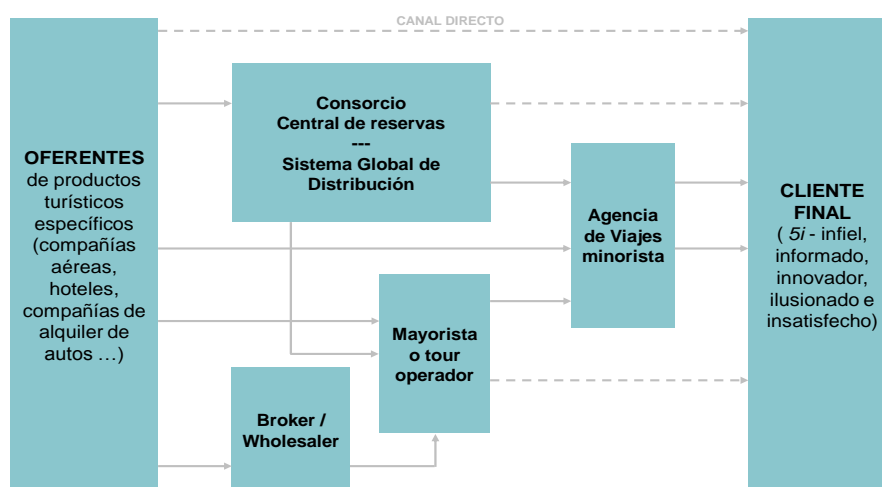 CANAL DIRECTO
OFERENTES
de productos
turísticos
específicos
(compañías
aéreas,
hoteles,
compañías de
alquiler de
autos …)
Consorcio
Central de reservas
---
Sistema Global de
Distribución
Agencia
de Viajes
minorista
Mayorista
o tour
operador
Broker /
Wholesaler
CLIENTE
FINAL
( 5i - infiel,
informado,
innovador,
ilusionado e
insatisfecho)